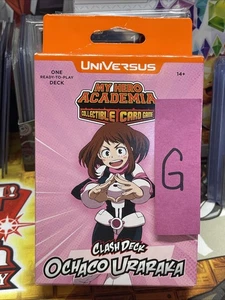 UNIVERSUS
ONE
READY-TO-PLAY
DECK
14+
MY HERO
ACADEMIA
COLLECTIBLE CARD GAME
G
CLASH DECK
OCHACO URARAKA